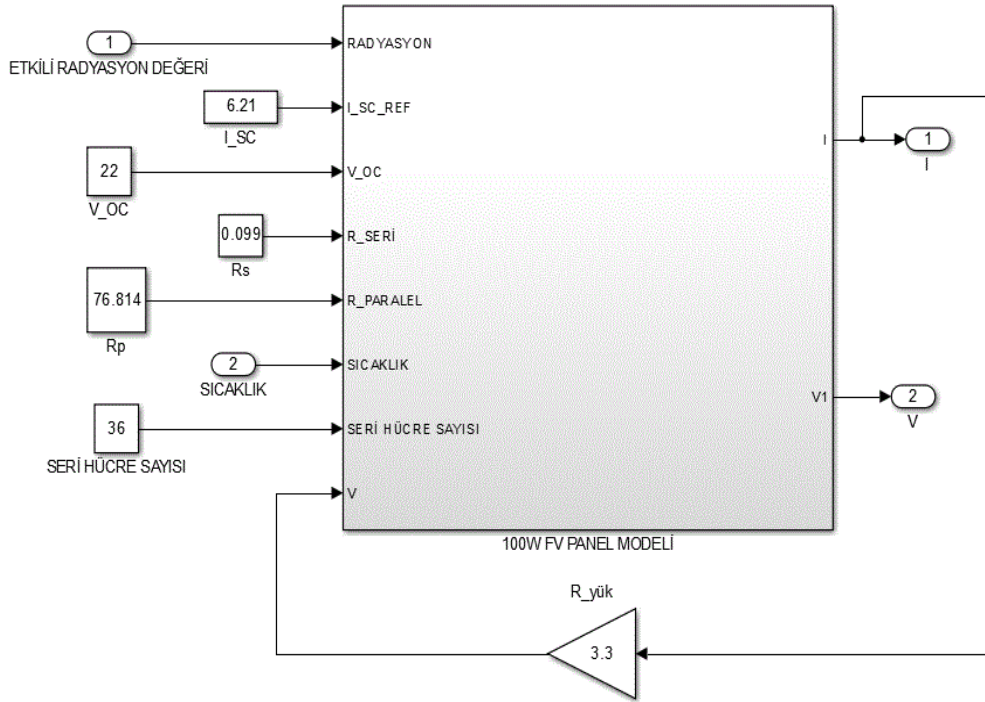 1
RADYASYON
ETKİLİ RADYASYON DEĞERİ
6.21
I_SC_REF
I_SC
I
1
I
22
V_OC
V_OC
0.099
R_SERİ
Rs
76.814
R_PARALEL
Rp
2
SICAKLIK
SICAKLIK
V1
2
V
36
SERİ HÜCRE SAYISI
SERİ HÜCRE SAYISI
V
100W FV PANEL MODELİ
R_yük
3.3